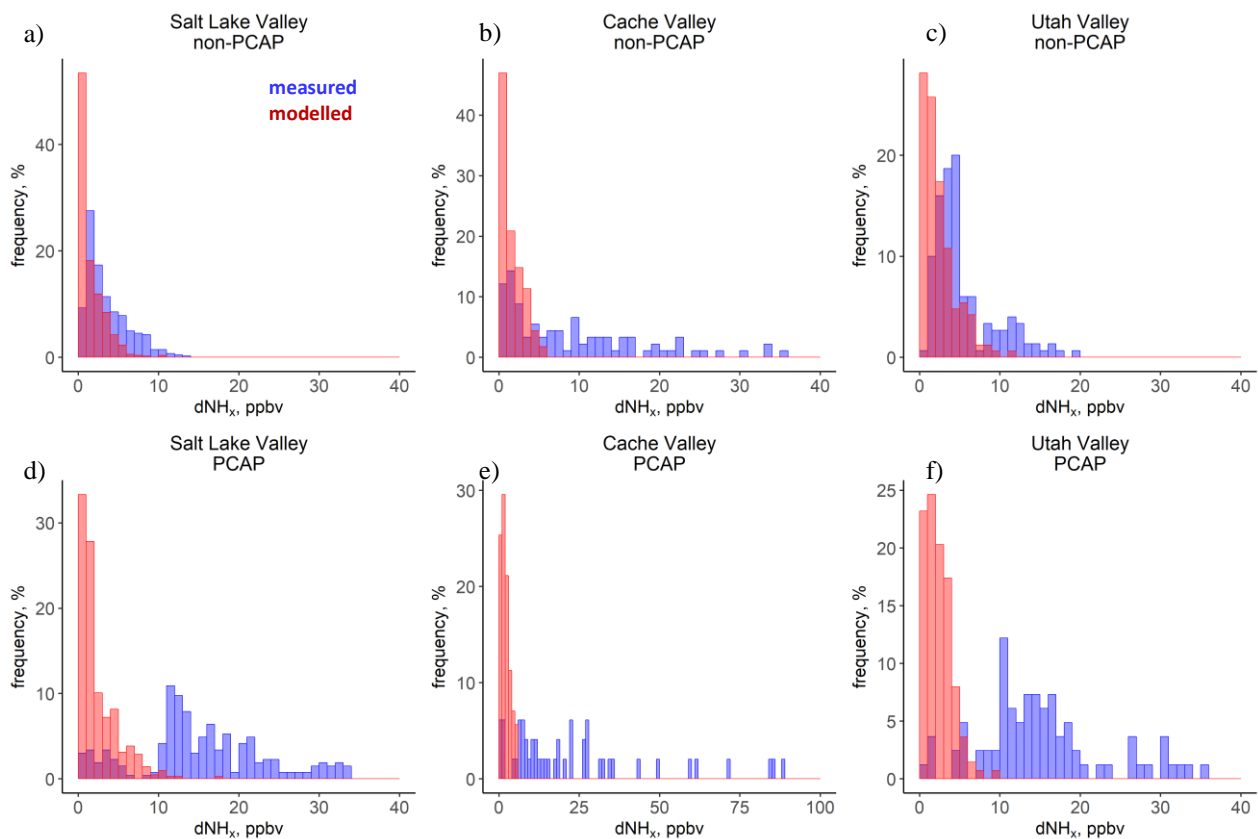 a)
Salt Lake Valley
non-PCAP
measured
modelled
frequency, %
40
20
0
0 10 20 30 40
dNHₓ, ppbv
b)
Cache Valley
non-PCAP
frequency, %
40
30
20
10
0
0 10 20 30 40
dNHₓ, ppbv
c)
Utah Valley
non-PCAP
frequency, %
20
10
0
0 10 20 30 40
dNHₓ, ppbv
d)
Salt Lake Valley
PCAP
frequency, %
30
20
10
0
0 10 20 30 40
dNHₓ, ppbv
e)
Cache Valley
PCAP
frequency, %
30
20
10
0
0 25 50 75 100
dNHₓ, ppbv
f)
Utah Valley
PCAP
frequency, %
25
20
15
10
5
0
0 10 20 30 40
dNHₓ, ppbv